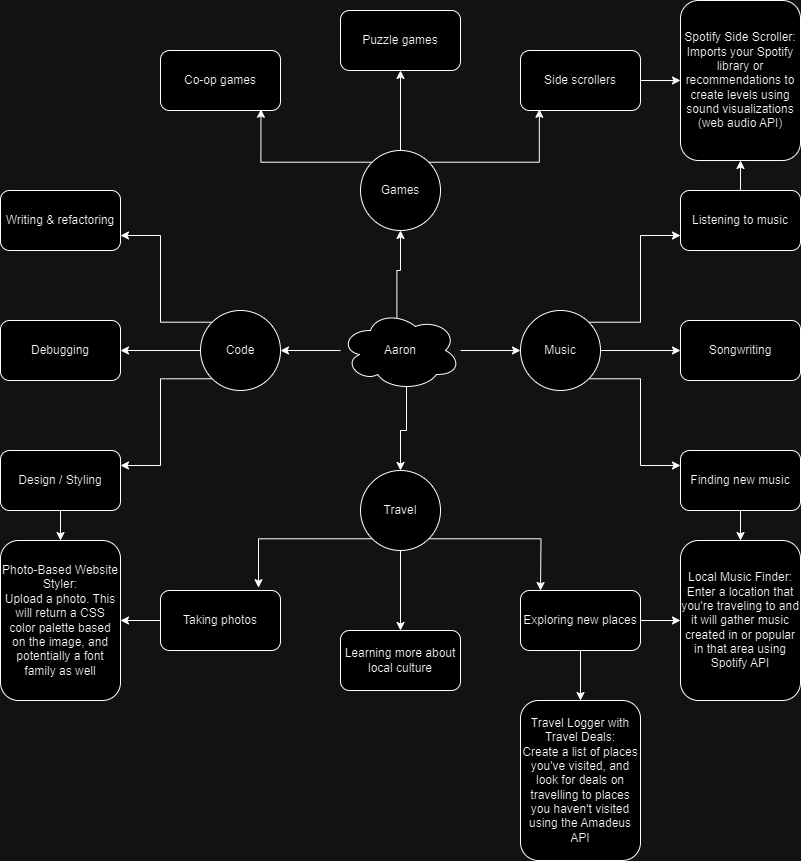 Puzzle games
Co-op games
Side scrollers
Spotify Side Scroller:
Imports your Spotify
library or
recommendations to
create levels using
sound visualizations
(web audio API)
Games
Writing & refactoring
Listening to music
Debugging
Code
Aaron
Music
Songwriting
Design / Styling
Finding new music
Travel
Photo-Based Website
Styler:
Upload a photo. This
will return a CSS
color palette based
on the image, and
potentially a font
family as well
Taking photos
Learning more about
local culture
Exploring new places
Local Music Finder:
Enter a location that
you're traveling to and
it will gather music
created in or popular
in that area using
Spotify API
Travel Logger with
Travel Deals:
Create a list of places
you've visited, and
look for deals on
travelling to places
you haven't visited
using the Amadeus
API